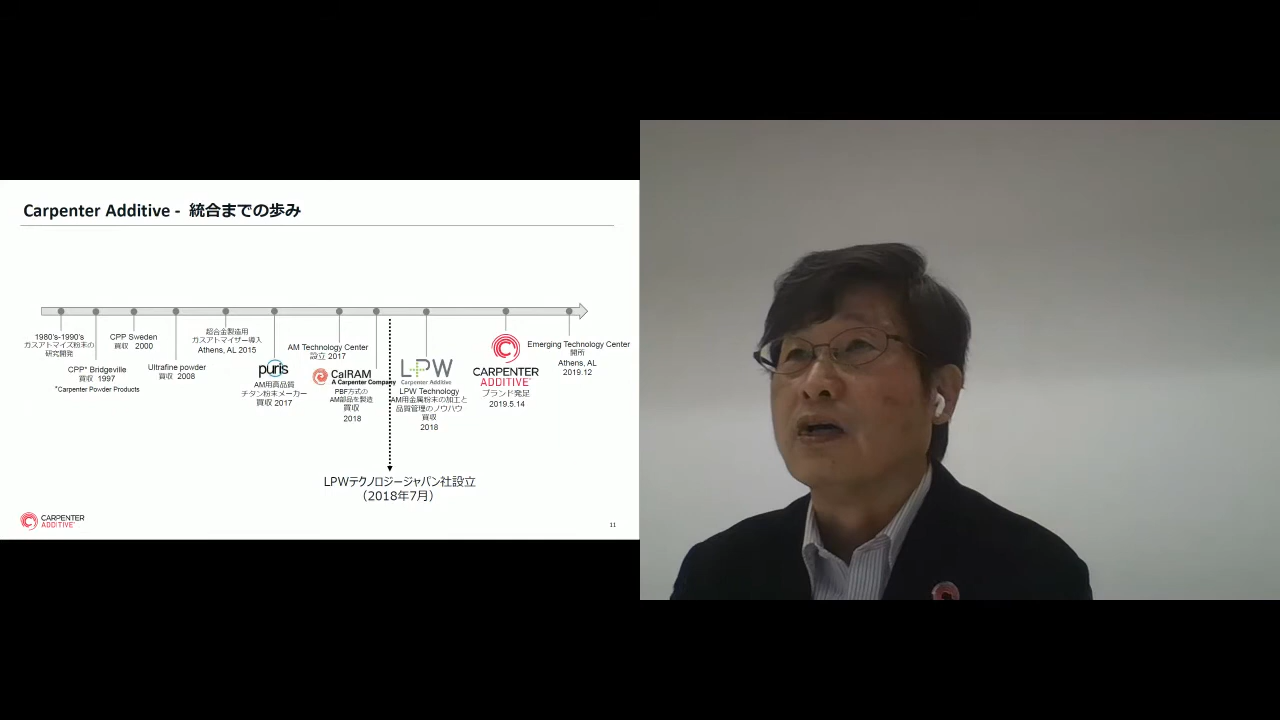 Carpenter Additive - 統合までの歩み
1980's-1990's
ガスアトマイズ粉末の
研究開発
CPP* Bridgeville
買収 1997
*Carpenter Powder Products
CPP Sweden
買収 2000
Ultrafine powder
買収 2008
超合金製造用
ガスアトマイザー導入
Athens, AL 2015
puris
AM用高品質
チタン粉末メーカー
買収 2017
AM Technology Center
設立 2017
CalRAM
A Carpenter Company
PBF方式の
AM部品を製造
買収
2018
LPW
Carpenter Additive
LPW Technology
AM用金属粉末の加工と
品質管理のノウハウ
買収
2018
CARPENTER
ADDITIVE
ブランド発足
2019.5.14
Emerging Technology Center
開所
Athens, AL
2019.12
LPWテクノロジージャパン社設立
（2018年7月）
CARPENTER
ADDITIVE
11